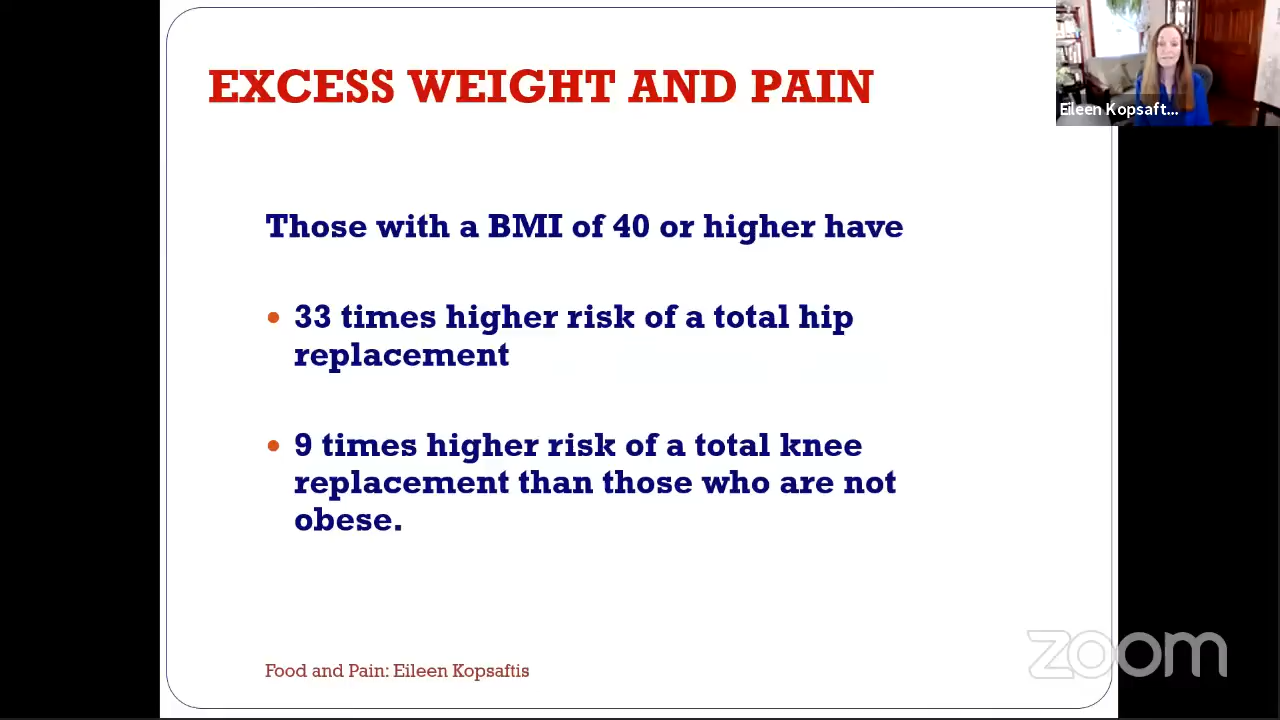 EXCESS WEIGHT AND PAIN
Eileen Kopsaft...
Those with a BMI of 40 or higher have
• 33 times higher risk of a total hip
replacement
• 9 times higher risk of a total knee
replacement than those who are not
obese.
Food and Pain: Eileen Kopsaftis
zoom